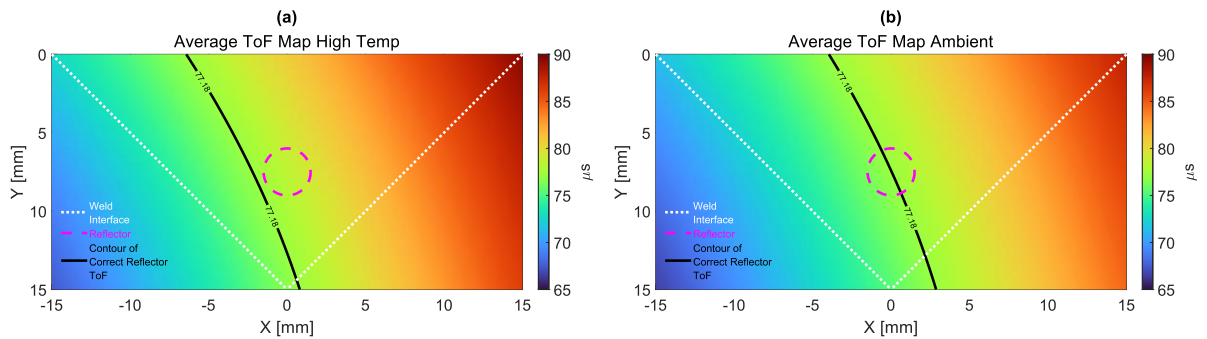 (a)
Average ToF Map High Temp
0
5
10
15
Y [mm]
-15
-10
-5
0
5
10
15
X [mm]
77.18
77.18
Weld
Interface
Reflector
Contour of
Correct Reflector
ToF
90
85
80
75
70
65
μs
(b)
Average ToF Map Ambient
0
5
10
15
Y [mm]
-15
-10
-5
0
5
10
15
X [mm]
77.18
77.18
Weld
Interface
Reflector
Contour of
Correct Reflector
ToF
90
85
80
75
70
65
μs